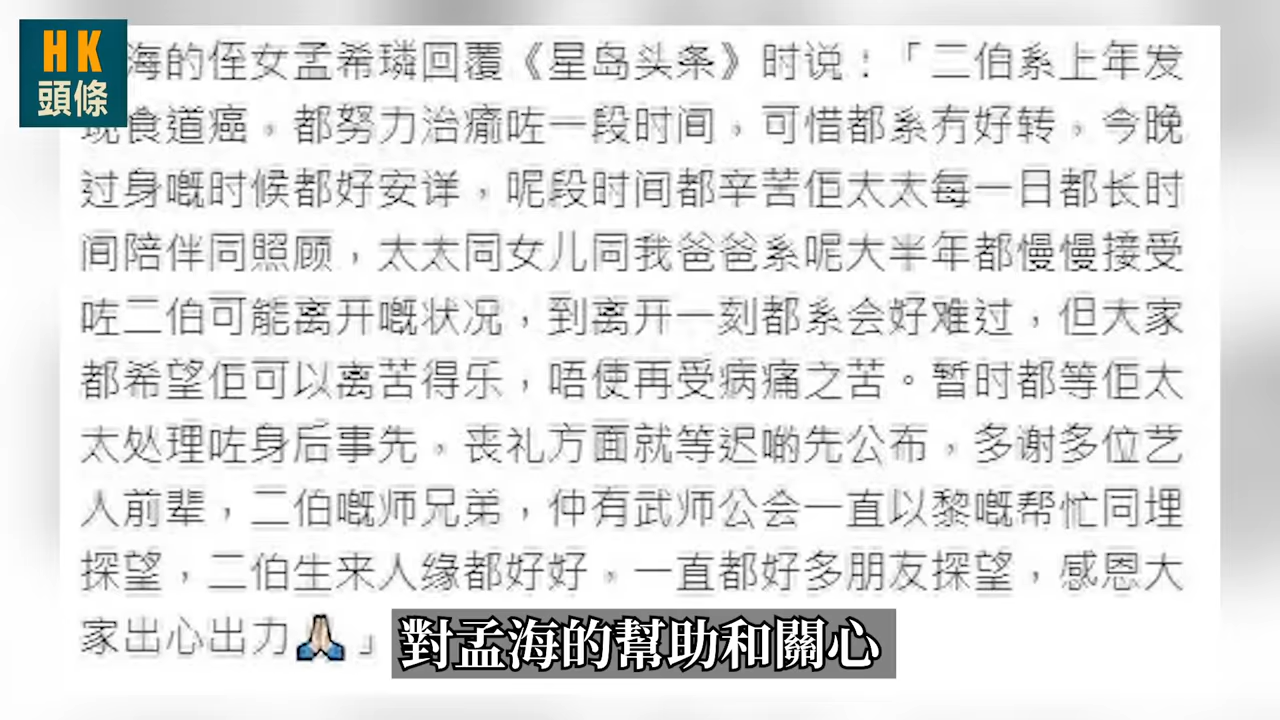 HK
頭條
海的侄女孟希璘回覆《星岛头条》时说：「二伯系上年发
现食道癌，都努力治癒咗一段时间，可惜都系冇好转，今晚
过身嘅时候都好安详，呢段时间都辛苦佢太太每一日都长时
间陪伴同照顾，太太同女儿同我爸爸系呢大半年都慢慢接受
咗二伯可能离开嘅状况，到离开一刻都系会好难过，但大家
都希望佢可以离苦得乐，唔使再受病痛之苦。暂时都等佢太
太处理咗身后事先，丧礼方面就等迟啲先公布，多谢多位艺
人前辈，二伯嘅师兄弟，仲有武师公会一直以黎嘅帮忙同埋
探望，二伯生来人缘都好好，一直都好多朋友探望，感恩大
家出心出力🙏🏻」
對孟海的幫助和關心